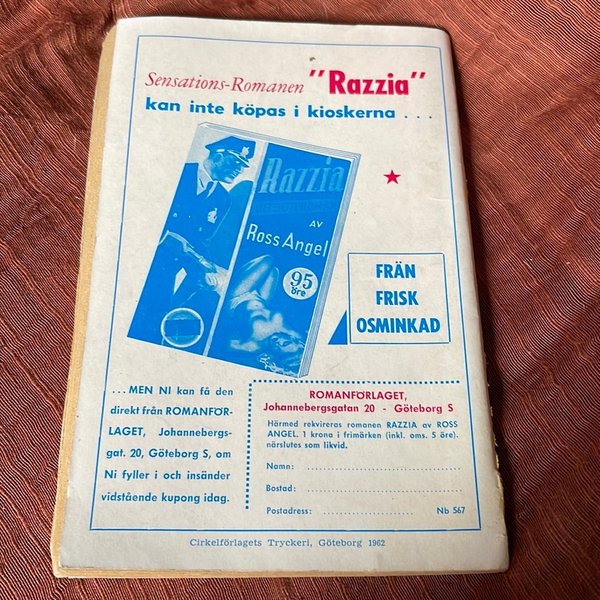 Sensations-Romanen "Razzia"
kan inte köpas i kioskerna . . .
Razzia
AV
Ross Angel
95
öre
FRÄN
FRISK
OSMINKAD
...MEN NI kan få den
direkt från ROMANFÖR-
LAGET, Johannebergs-
gat. 20, Göteborg S, om
Ni fyller i och insänder
vidstående kupong idag.
ROMANFÖRLAGET,
Johannebergsgatan 20 - Göteborg S
Härmed rekvireras romanen RAZZIA av ROSS
ANGEL. 1 krona i frimärken (inkl. oms. 5 öre).
närslutes som likvid.
Namn:
Bostad:
Postadress:
Nb 567
Cirkelförlagets Tryckeri, Göteborg 1962